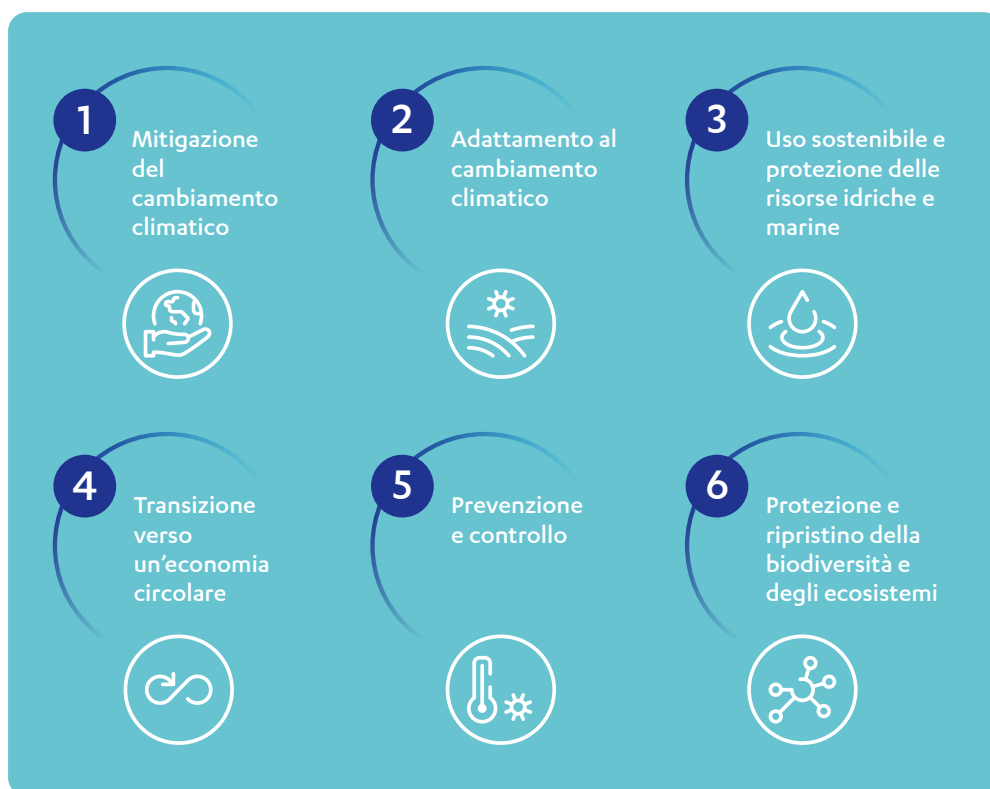 1
Mitigazione
del
cambiamento
climatico
2
Adattamento al
cambiamento
climatico
3
Uso sostenibile e
protezione delle
risorse idriche e
marine
4
Transizione
verso
un’economia
circolare
5
Prevenzione
e controllo
6
Protezione e
ripristino della
biodiversità e
degli ecosistemi